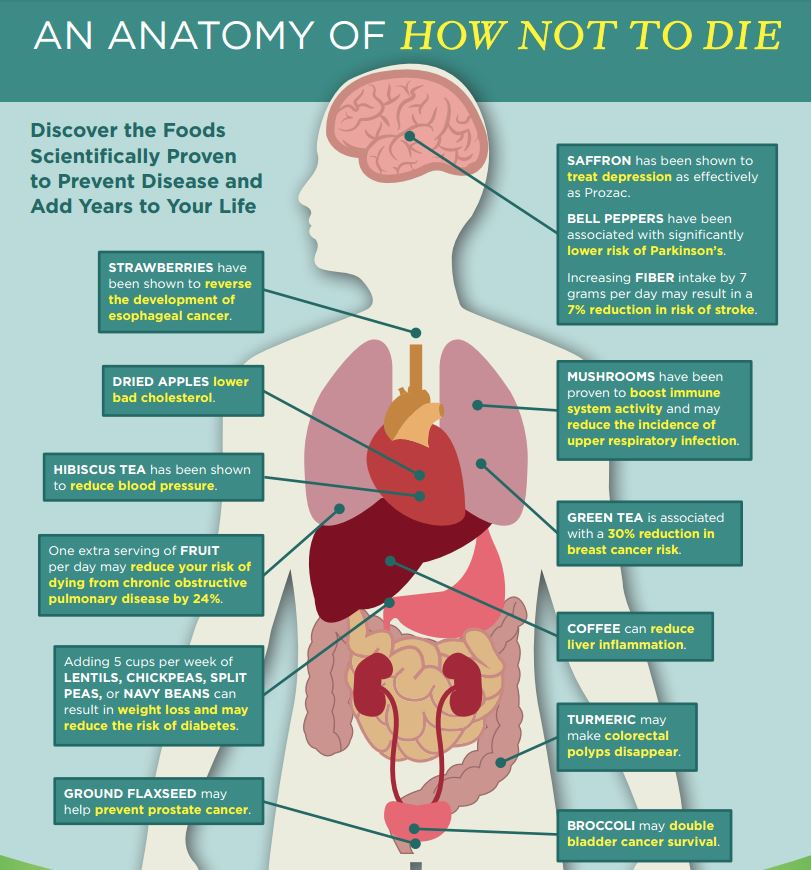 AN ANATOMY OF HOW NOT TO DIE
Discover the Foods
Scientifically Proven
to Prevent Disease and
Add Years to Your Life
STRAWBERRIES have
been shown to reverse
the development of
esophageal cancer.
DRIED APPLES lower
bad cholesterol.
HIBISCUS TEA has been shown
to reduce blood pressure.
One extra serving of FRUIT
per day may reduce your risk of
dying from chronic obstructive
pulmonary disease by 24%.
Adding 5 cups per week of
LENTILS, CHICKPEAS, SPLIT
PEAS, or NAVY BEANS can
result in weight loss and may
reduce the risk of diabetes.
GROUND FLAXSEED may
help prevent prostate cancer.
SAFFRON has been shown to
treat depression as effectively
as Prozac.
BELL PEPPERS have been
associated with significantly
lower risk of Parkinson's.
Increasing FIBER intake by 7
grams per day may result in a
7% reduction in risk of stroke.
MUSHROOMS have been
proven to boost immune
system activity and may
reduce the incidence of
upper respiratory infection.
GREEN TEA is associated
with a 30% reduction in
breast cancer risk.
COFFEE can reduce
liver inflammation.
TURMERIC may
make colorectal
polyps disappear.
BROCCOLI may double
bladder cancer survival.